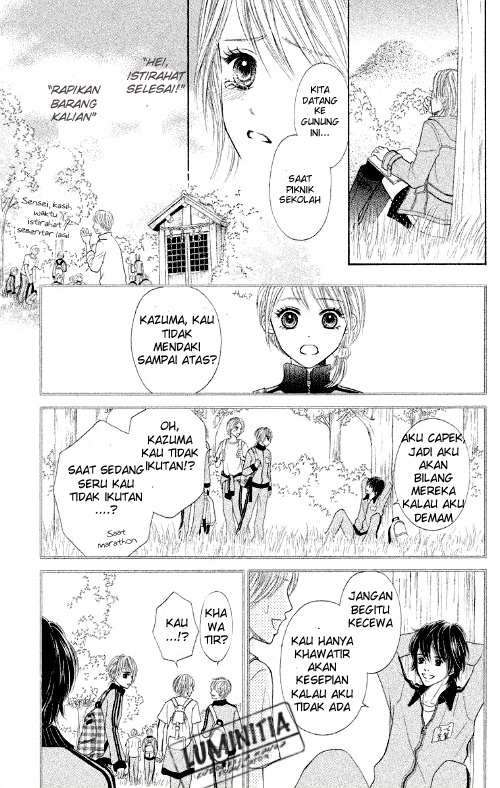 KITA
DATANG
KE
GUNUNG
INI...
SAAT
PIKNIK
SEKOLAH
"HEI,
ISTIRAHAT
SELESAI!"
"RAPIKAN
BARANG
KALIAN"
Sensei, kasih
waktu
istirahat
sebentar lagi
Huh?
KAZUMA, KAU
TIDAK
MENDAKI
SAMPAI ATAS?
AKU CAPEK,
JADI AKU
AKAN
BILANG
MEREKA
KALAU AKU
DEMAM
OH,
KAZUMA
KAU TIDAK
IKUTAN!?
SAAT SEDANG
SERU KAU
TIDAK IKUTAN
....?
Saat
marathon
JANGAN
BEGITU
KECEWA
KAU HANYA
KHAWATIR
AKAN
KESEPIAN
KALAU AKU
TIDAK ADA
KHA
WA
TIR?
KAU
...!?
LUMINITIA